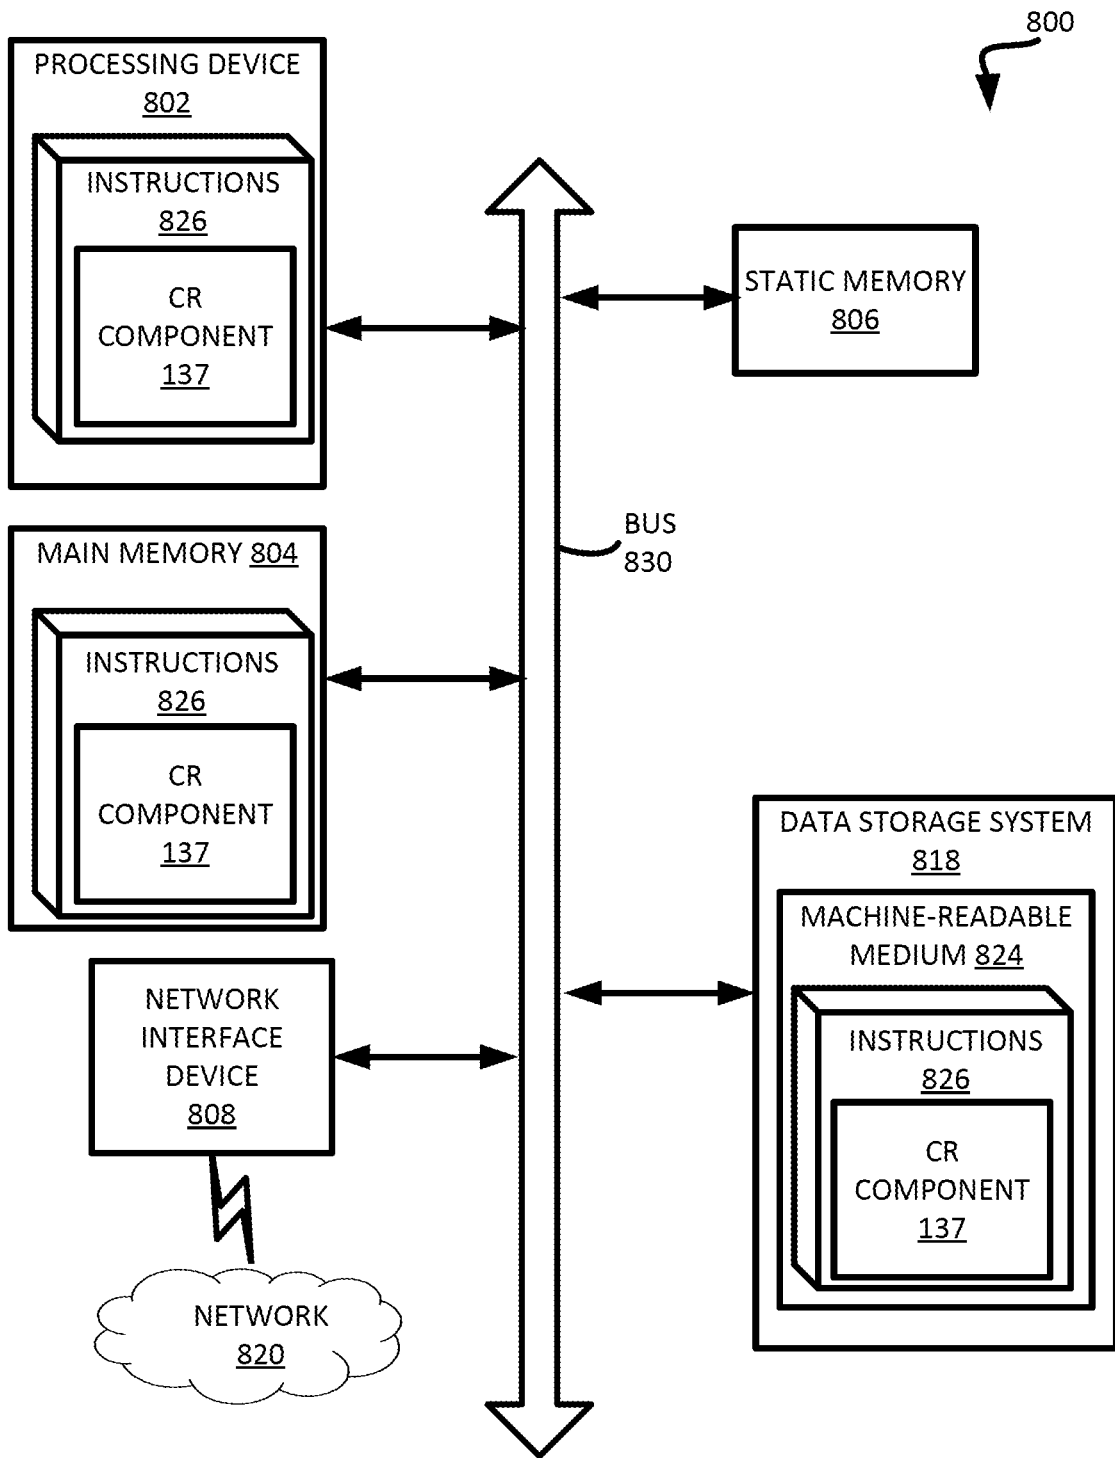 800
PROCESSING DEVICE
802
INSTRUCTIONS
826
CR
COMPONENT
137
STATIC MEMORY
806
BUS
830
MAIN MEMORY 804
INSTRUCTIONS
826
CR
COMPONENT
137
DATA STORAGE SYSTEM
818
MACHINE-READABLE
MEDIUM 824
INSTRUCTIONS
826
CR
COMPONENT
137
NETWORK
INTERFACE
DEVICE
808
NETWORK
820